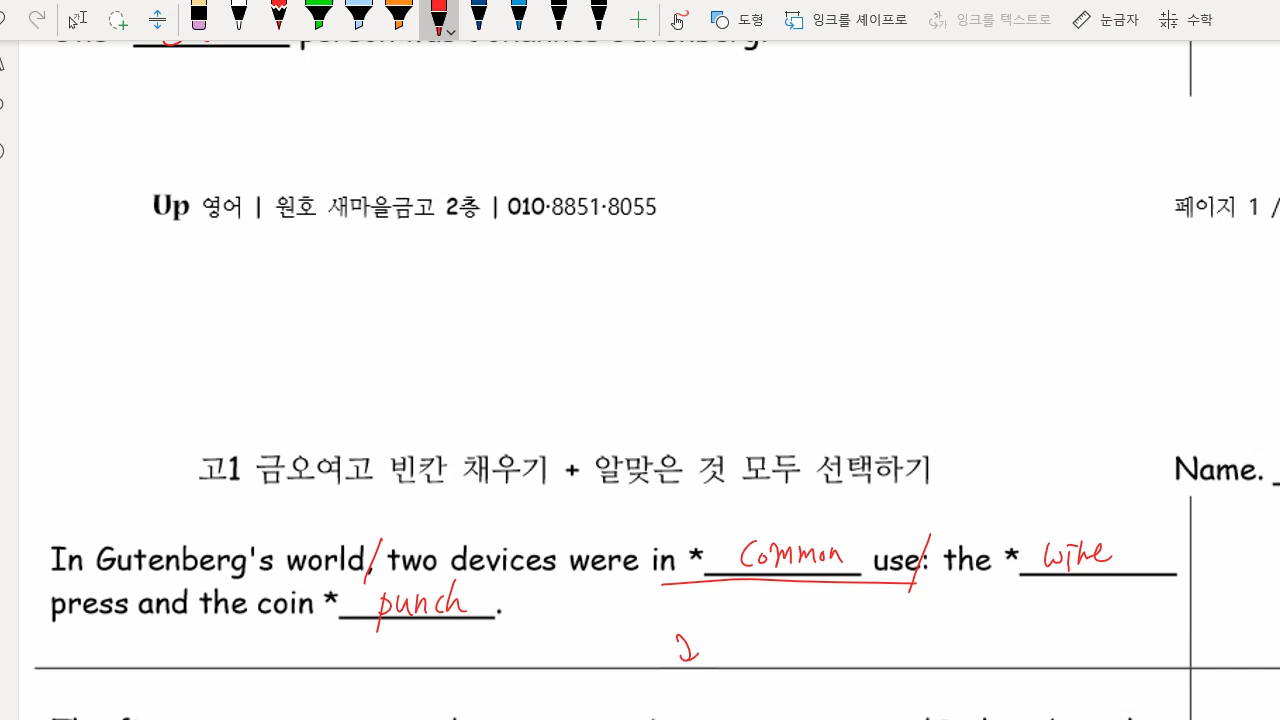 도형 잉크를 셰이프로 잉크를 텍스트로 눈금자 수학
person was Johannes Gutenberg.
Up 영어 | 원호 새마을금고 2층 | 010·8851·8055
페이지 1 /
고1 금오여고 빈칸 채우기 + 알맞은 것 모두 선택하기
Name.
In Gutenberg's world, two devices were in * common use: the * wine
press and the coin * punch.